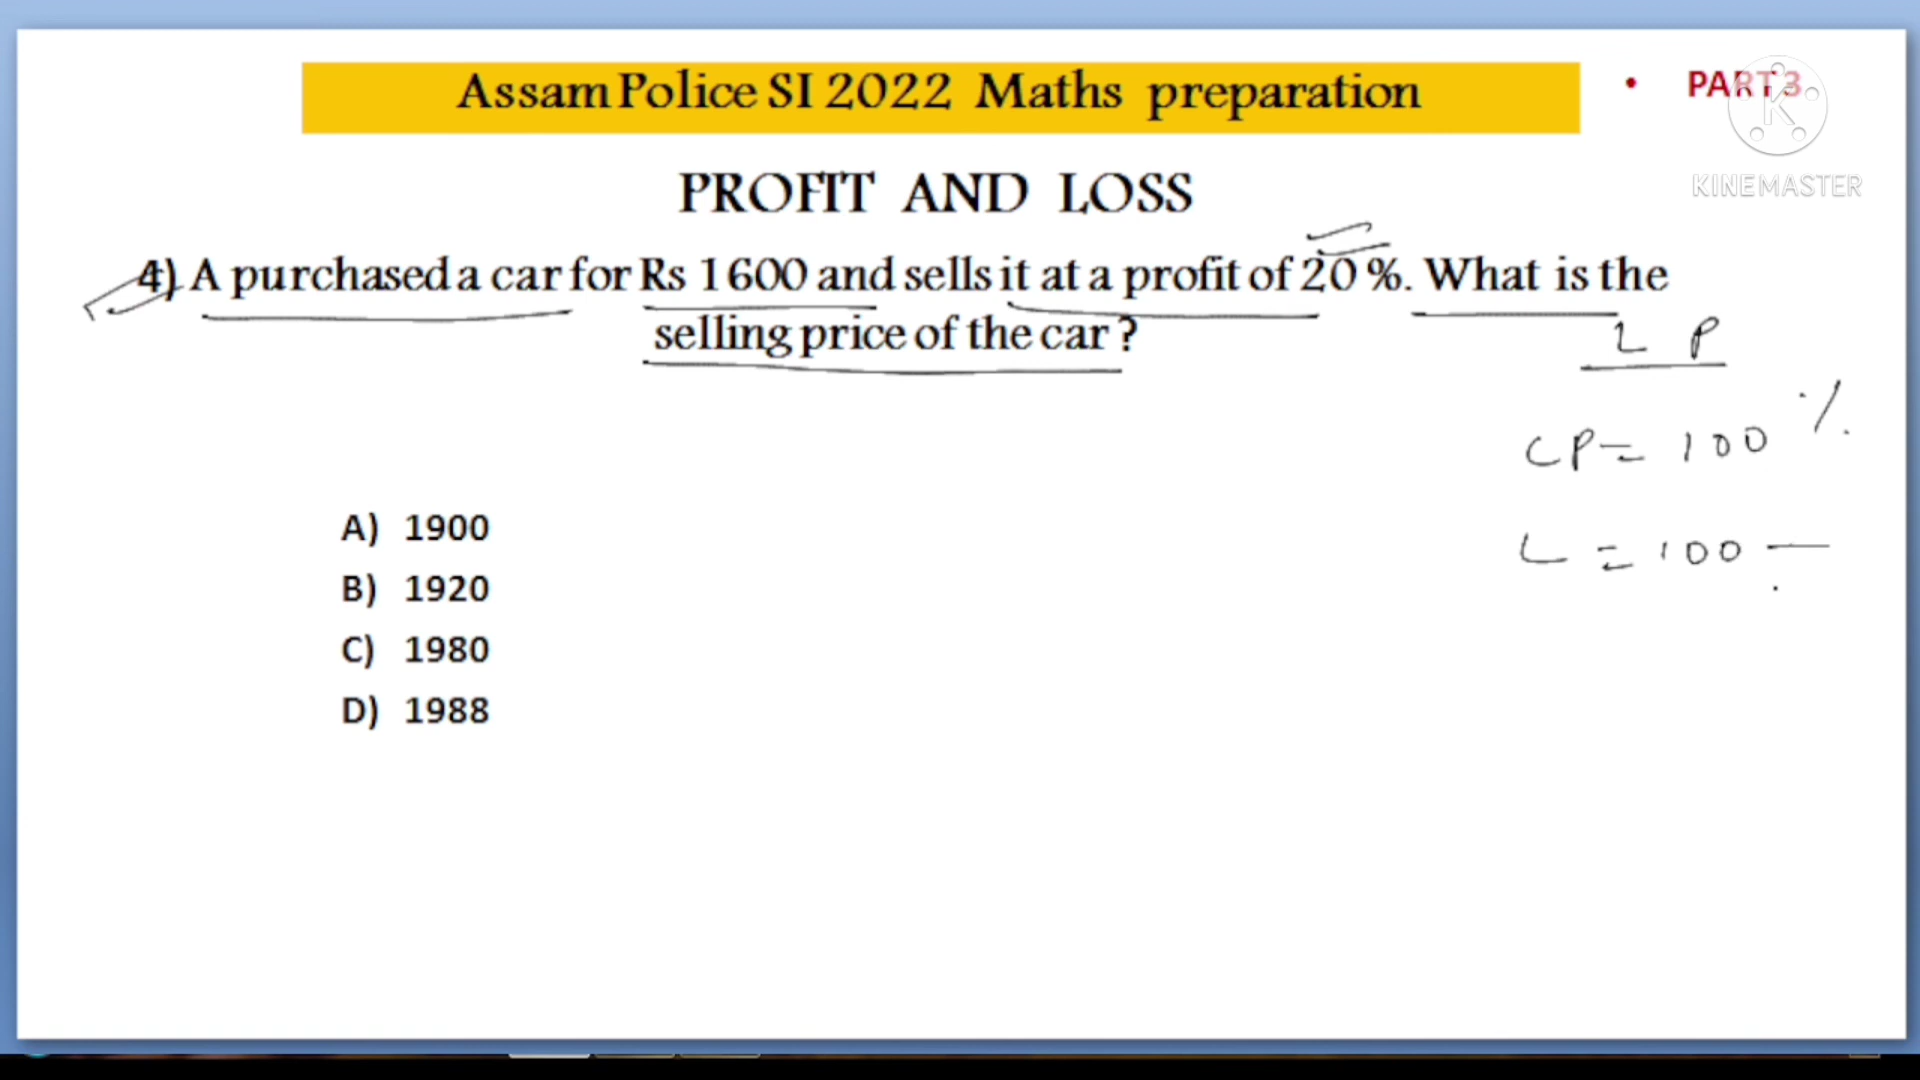 Assam Police SI 2022 Maths preparation
• PART 3
KINEMASTER
PROFIT AND LOSS
4) A purchased a car for Rs 1600 and sells it at a profit of 20%. What is the
selling price of the car ?
L P
CP = 100 %
L = 100 —
A) 1900
B) 1920
C) 1980
D) 1988